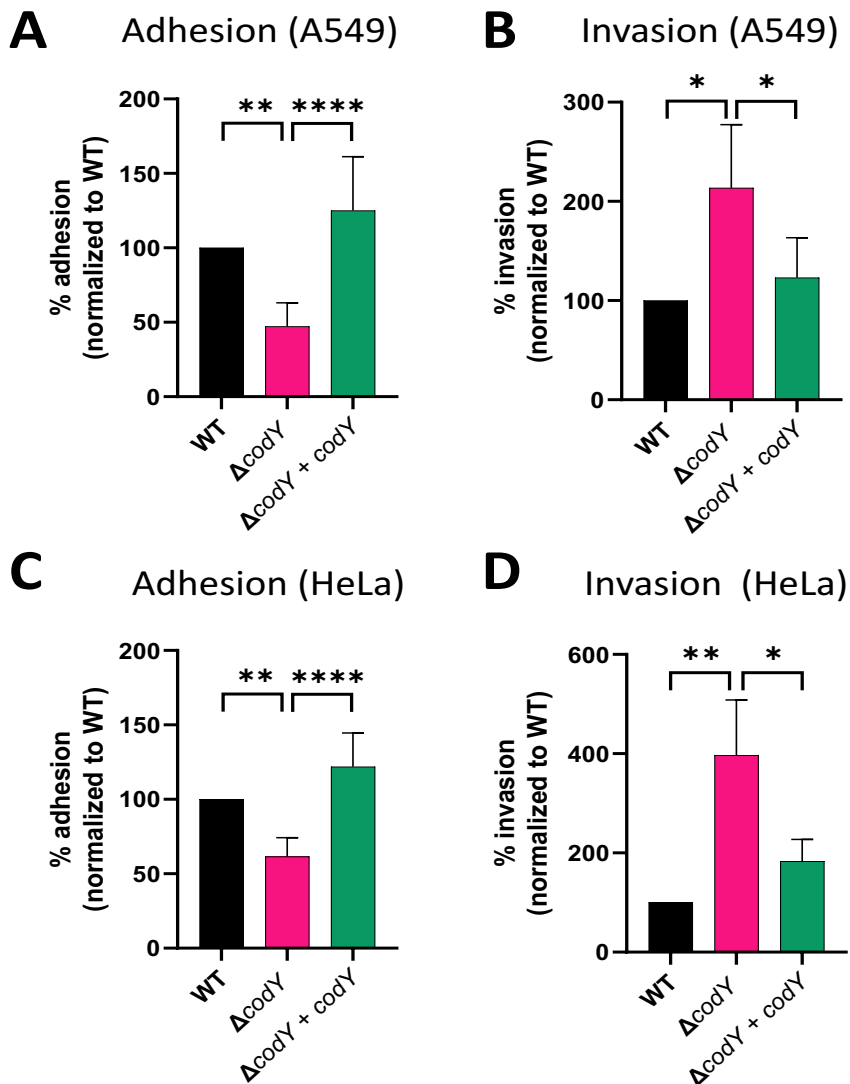 A Adhesion (A549)
200
150
100
50
0
% adhesion
(normalized to WT)
** ****
WT
ΔcodY
ΔcodY + codY
B Invasion (A549)
300
200
100
0
% invasion
(normalized to WT)
* *
WT
ΔcodY
ΔcodY + codY
C Adhesion (HeLa)
200
150
100
50
0
% adhesion
(normalized to WT)
** ****
WT
ΔcodY
ΔcodY + codY
D Invasion (HeLa)
600
400
200
0
% invasion
(normalized to WT)
** *
WT
ΔcodY
ΔcodY + codY